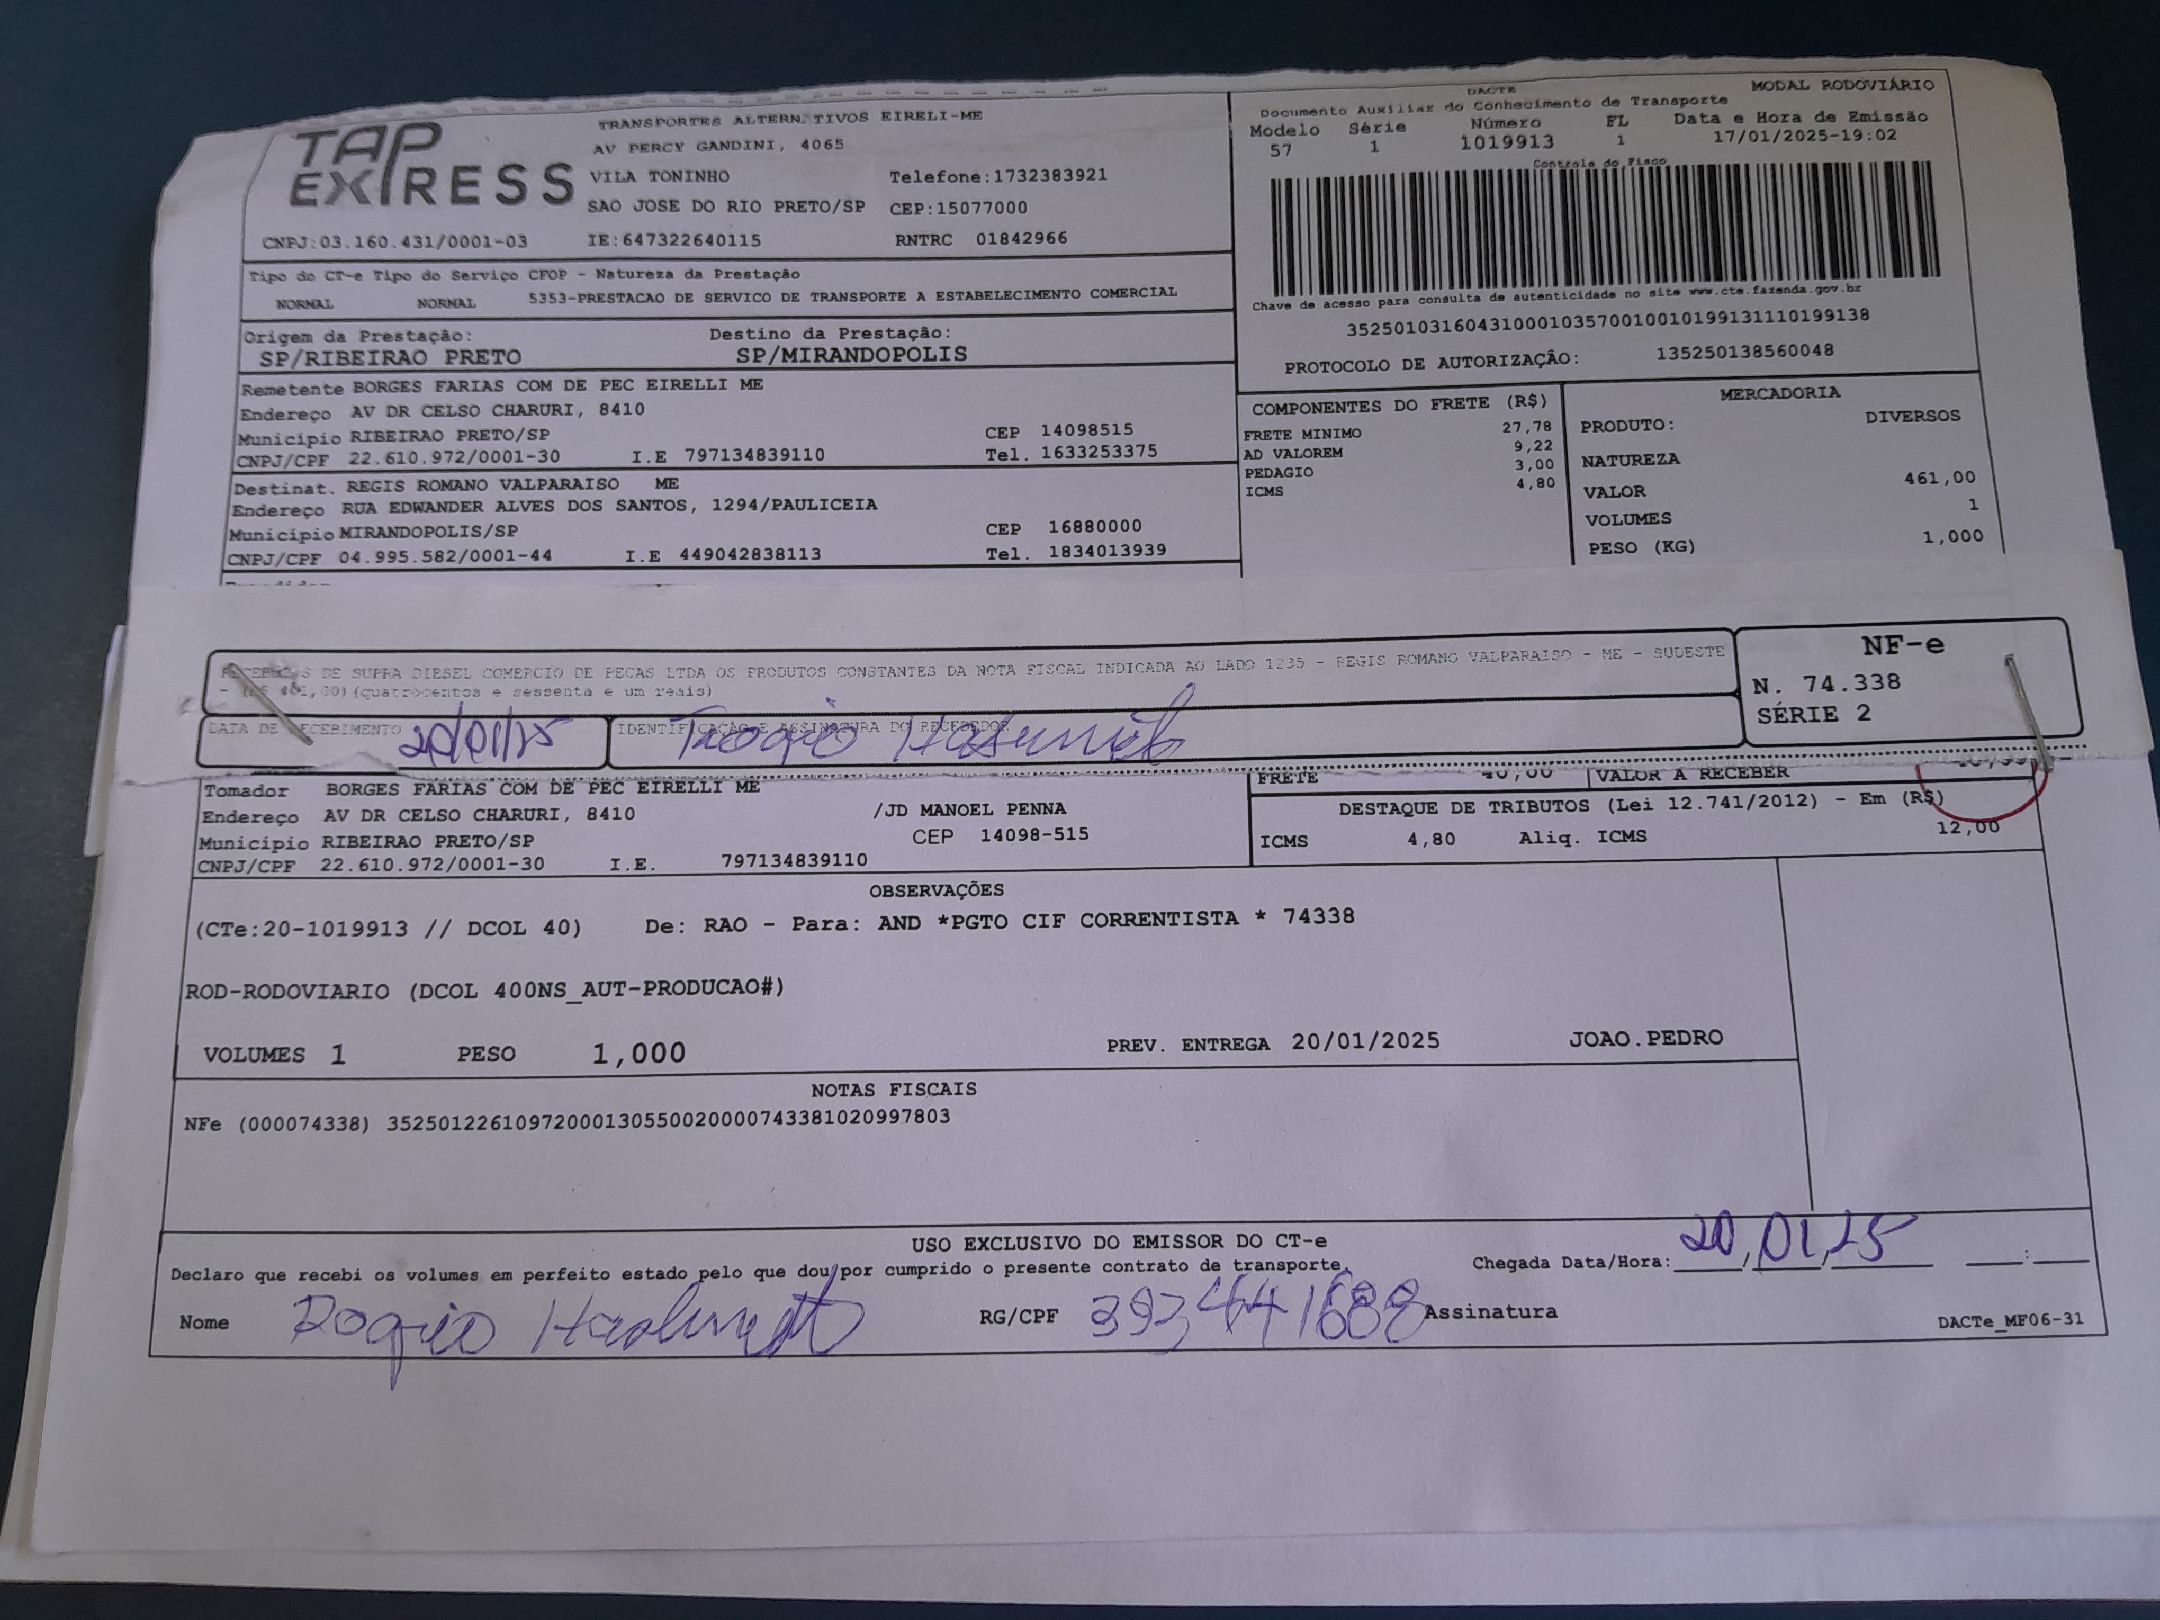 TAP EXPRESS
TRANSPORTES ALTERN TIVOS EIRELI-ME
AV PERCY GANDINI, 4065
VILA TONINHO Telefone:1732383921
SAO JOSE DO RIO PRETO/SP CEP:15077000
CNPJ:03.160.431/0001-03 IE:647322640115 RNTRC 01842966
DACTE MODAL RODOVIÁRIO
Documento Auxiliar do Conhecimento de Transporte
Modelo Série Número FL Data e Hora de Emissão
57 1 1019913 1 17/01/2025-19:02
Controle do Fisco
Chave de acesso para consulta de autenticidade no site www.cte.fazenda.gov.br
35250103160431000103570010010199131110199138
PROTOCOLO DE AUTORIZAÇÃO: 135250138560048
Tipo do CT-e Tipo do Serviço CFOP - Natureza da Prestação
NORMAL NORMAL 5353-PRESTACAO DE SERVICO DE TRANSPORTE A ESTABELECIMENTO COMERCIAL
Origem da Prestação: Destino da Prestação:
SP/RIBEIRAO PRETO SP/MIRANDOPOLIS
Remetente BORGES FARIAS COM DE PEC EIRELLI ME
Endereço AV DR CELSO CHARURI, 8410
Município RIBEIRAO PRETO/SP CEP 14098515
CNPJ/CPF 22.610.972/0001-30 I.E 797134839110 Tel. 1633253375
Destinat. REGIS ROMANO VALPARAISO ME
Endereço RUA EDWANDER ALVES DOS SANTOS, 1294/PAULICEIA
Município MIRANDOPOLIS/SP CEP 16880000
CNPJ/CPF 04.995.582/0001-44 I.E 449042838113 Tel. 1834013939
COMPONENTES DO FRETE (R$)
FRETE MINIMO 27,78
AD VALOREM 9,22
PEDAGIO 3,00
ICMS 4,80
MERCADORIA
PRODUTO: DIVERSOS
NATUREZA
VALOR 461,00
VOLUMES 1
PESO (KG) 1,000
DE SUPRA DIESEL COMERCIO DE PECAS LTDA OS PRODUTOS CONSTANTES DA NOTA FISCAL INDICADA AO LADO 1235 - REGIS ROMANO VALPARAISO - ME - SUDESTE
- (R$ 461,00)(quatrocentos e sessenta e um reais)
DATA DE RECEBIMENTO 20/01/25 IDENTIFICAÇÃO E ASSINATURA DO RECEBEDOR
NF-e
N. 74.338
SÉRIE 2
FRETE 40,00 VALOR A RECEBER
Tomador BORGES FARIAS COM DE PEC EIRELLI ME
Endereço AV DR CELSO CHARURI, 8410 /JD MANOEL PENNA
Município RIBEIRAO PRETO/SP CEP 14098-515
CNPJ/CPF 22.610.972/0001-30 I.E. 797134839110
DESTAQUE DE TRIBUTOS (Lei 12.741/2012) - Em (R$)
ICMS 4,80 Aliq. ICMS 12,00
OBSERVAÇÕES
(CTe:20-1019913 // DCOL 40) De: RAO - Para: AND *PGTO CIF CORRENTISTA * 74338
ROD-RODOVIARIO (DCOL 400NS_AUT-PRODUCAO#)
VOLUMES 1 PESO 1,000 PREV. ENTREGA 20/01/2025 JOAO.PEDRO
NOTAS FISCAIS
NFe (000074338) 35250122610972000130550020000743381020997803
USO EXCLUSIVO DO EMISSOR DO CT-e
Declaro que recebi os volumes em perfeito estado pelo que dou por cumprido o presente contrato de transporte. Chegada Data/Hora: 20/01/25 :
Nome RG/CPF 393441688 Assinatura
DACTe_MF06-31